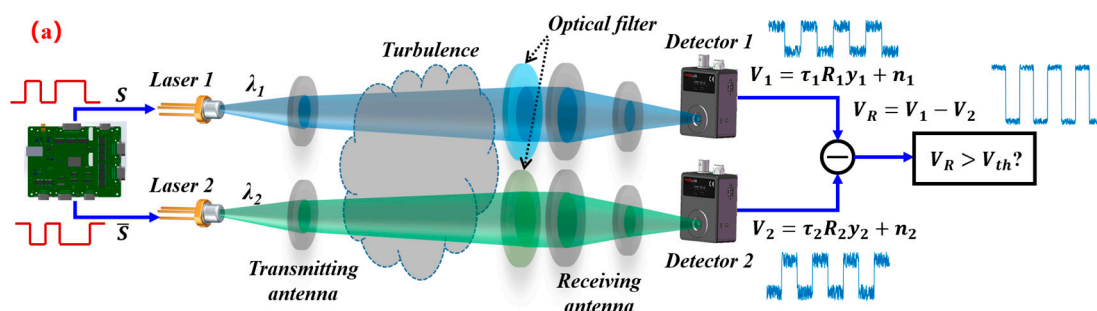 (a)
Optical filter
Turbulence
Detector 1
Laser 1
S
λ₁
V₁ = τ₁R₁y₁ + n₁
V_R = V₁ − V₂
−
V_R > V_th?
Laser 2
λ₂
S̅
V₂ = τ₂R₂y₂ + n₂
Detector 2
Transmitting
antenna
Receiving
antenna